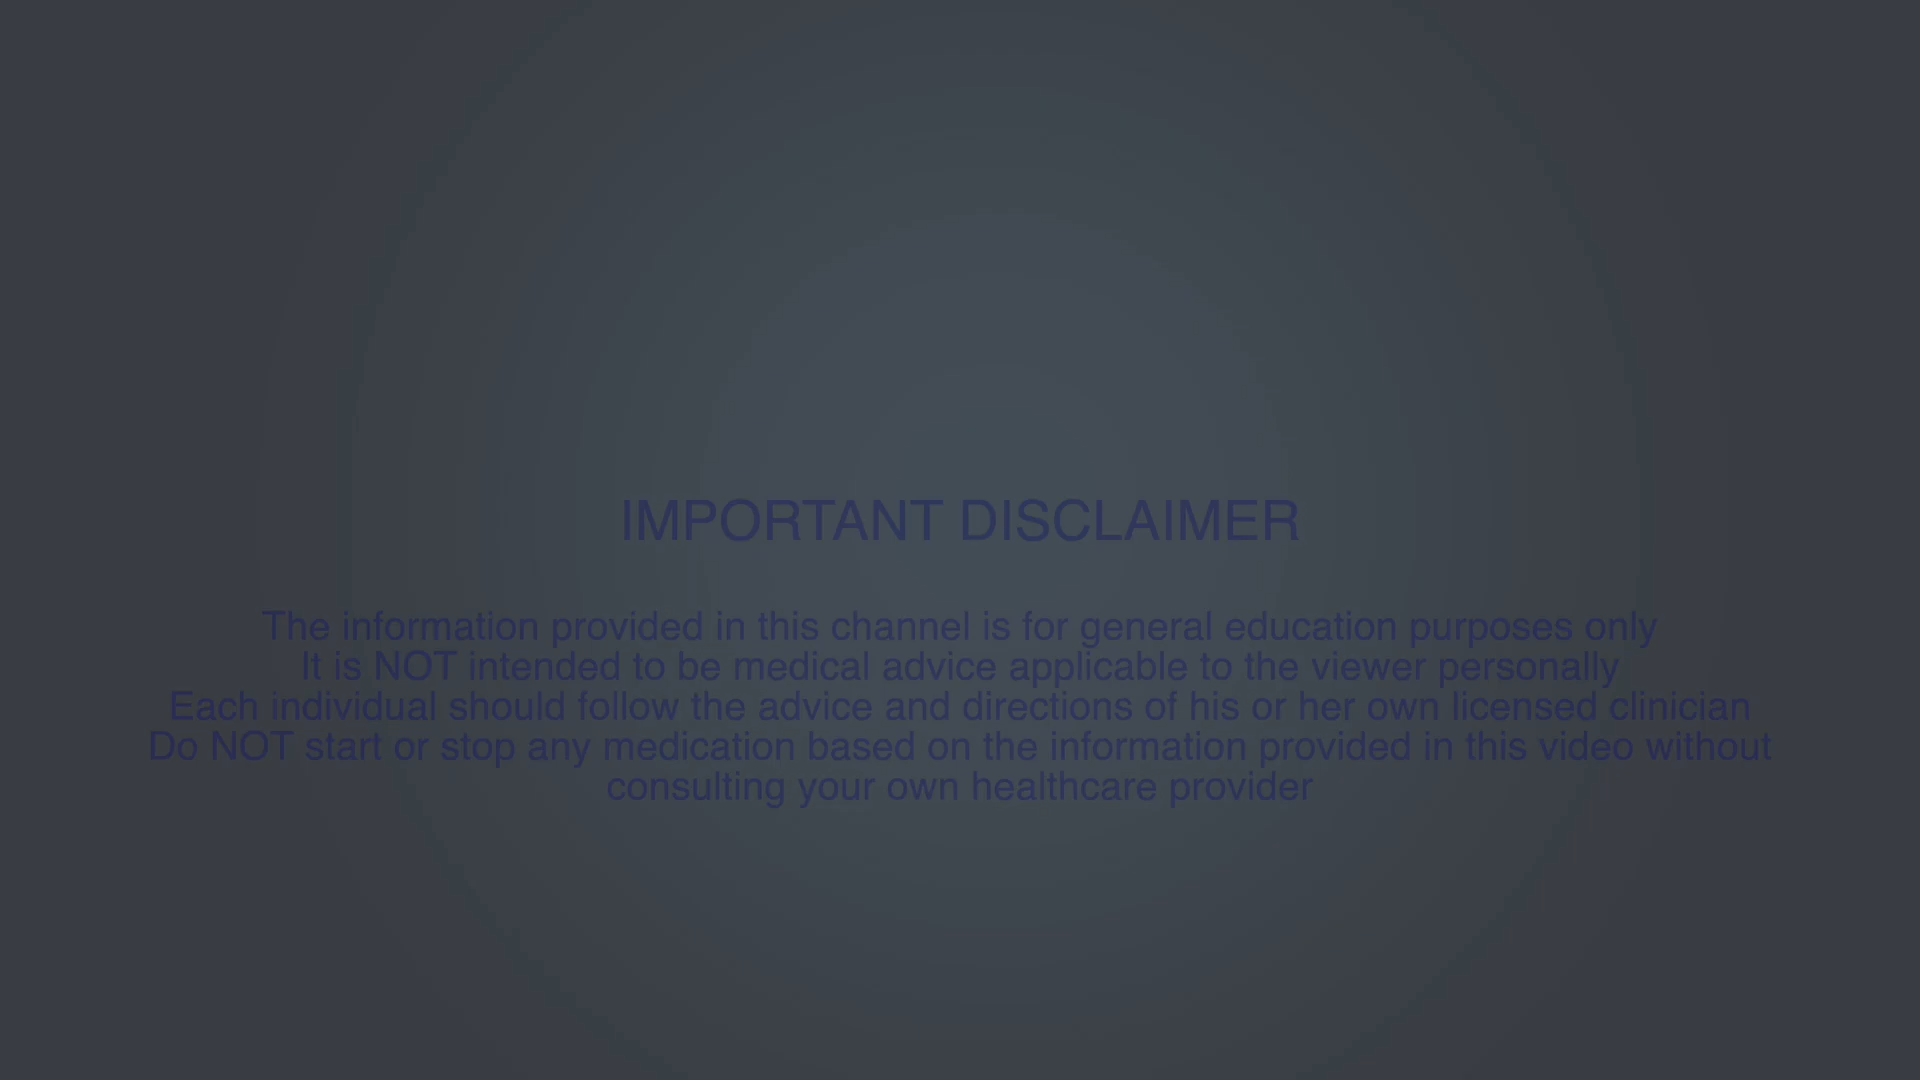 IMPORTANT DISCLAIMER
The information provided in this channel is for general education purposes only
It is NOT intended to be medical advice applicable to the viewer personally
Each individual should follow the advice and directions of his or her own licensed clinician
Do NOT start or stop any medication based on the information provided in this video without
consulting your own healthcare provider